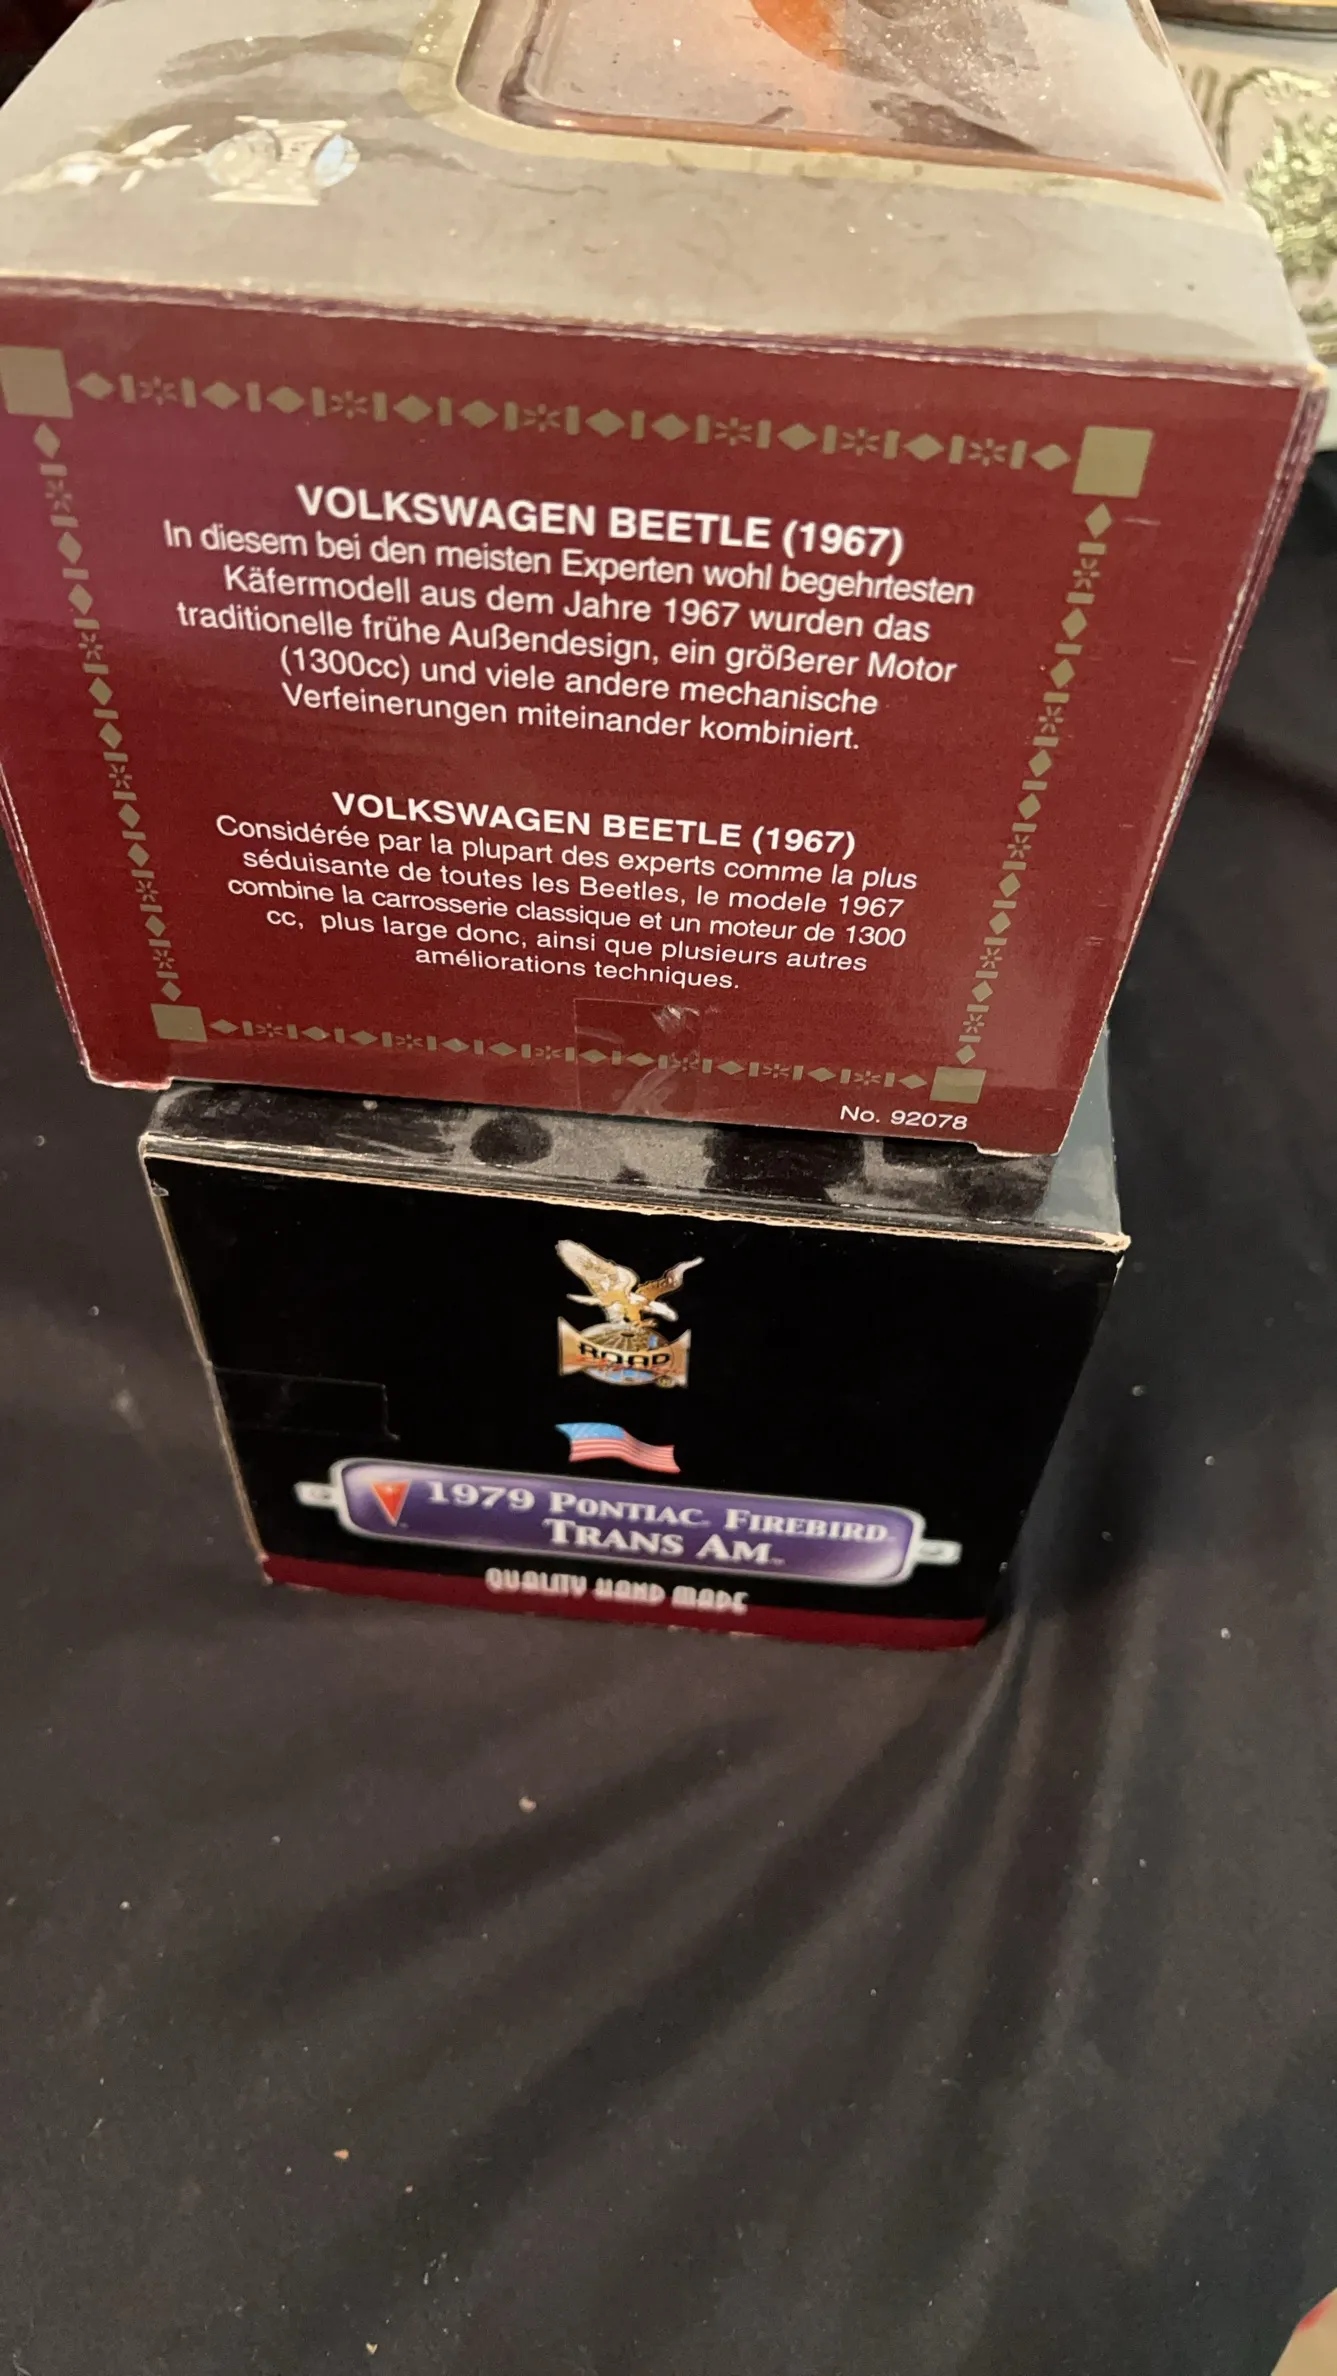 VOLKSWAGEN BEETLE (1967)
In diesem bei den meisten Experten wohl begehrtesten
Käfermodell aus dem Jahre 1967 wurden das
traditionelle frühe Außendesign, ein größerer Motor
(1300cc) und viele andere mechanische
Verfeinerungen miteinander kombiniert.
VOLKSWAGEN BEETLE (1967)
Considérée par la plupart des experts comme la plus
séduisante de toutes les Beetles, le modele 1967
combine la carrosserie classique et un moteur de 1300
cc, plus large donc, ainsi que plusieurs autres
améliorations techniques.
No. 92078
ROAD
1979 PONTIAC FIREBIRD
TRANS AM
QUALITY HAND MADE